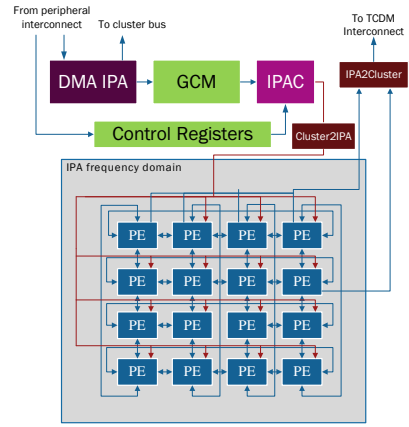 From peripheral
interconnect
To cluster bus
To TCDM
Interconnect
DMA IPA
GCM
IPAC
IPA2Cluster
Control Registers
Cluster2IPA
IPA frequency domain
PE PE PE PE
PE PE PE PE
PE PE PE PE
PE PE PE PE